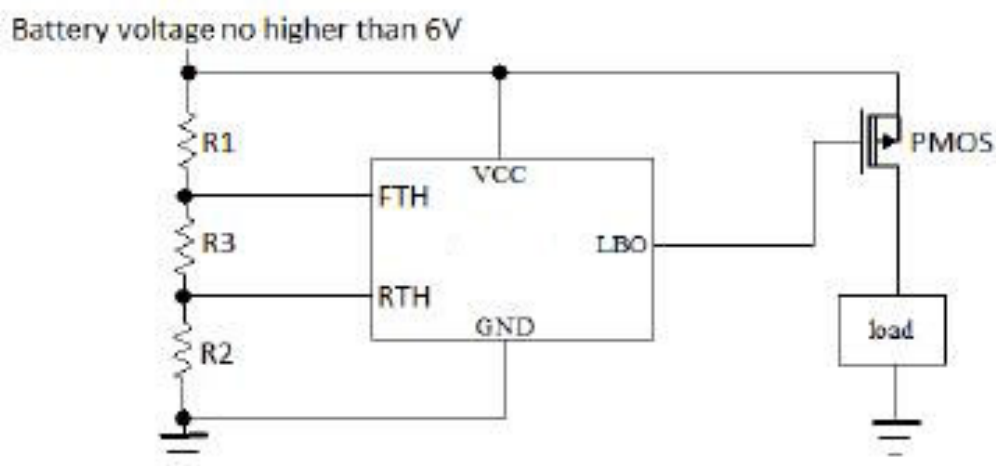 Battery voltage no higher than 6V
R1
PMOS
VCC
FTH
R3
LBO
RTH
GND
load
R2